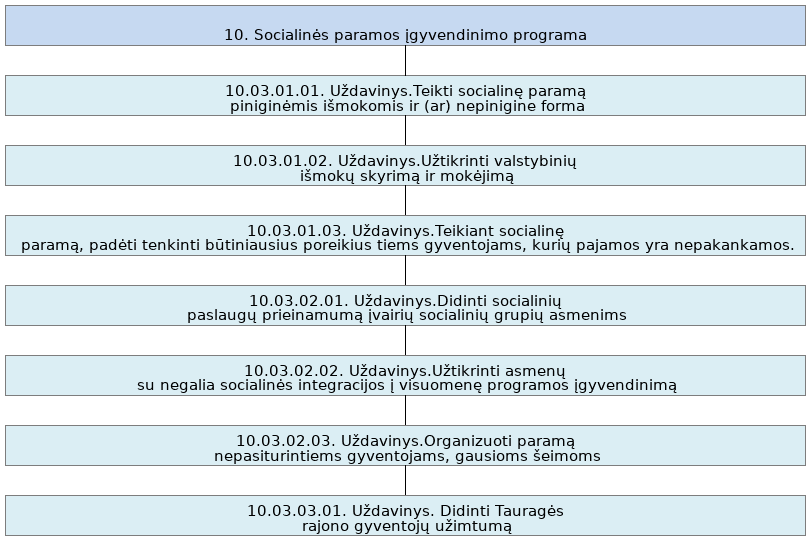 10. Socialinės paramos įgyvendinimo programa
10.03.01.01. Uždavinys.Teikti socialinę paramą
piniginėmis išmokomis ir (ar) nepinigine forma
10.03.01.02. Uždavinys.Užtikrinti valstybinių
išmokų skyrimą ir mokėjimą
10.03.01.03. Uždavinys.Teikiant socialinę
paramą, padėti tenkinti būtiniausius poreikius tiems gyventojams, kurių pajamos yra nepakankamos.
10.03.02.01. Uždavinys.Didinti socialinių
paslaugų prieinamumą įvairių socialinių grupių asmenims
10.03.02.02. Uždavinys.Užtikrinti asmenų
su negalia socialinės integracijos į visuomenę programos įgyvendinimą
10.03.02.03. Uždavinys.Organizuoti paramą
nepasiturintiems gyventojams, gausioms šeimoms
10.03.03.01. Uždavinys. Didinti Tauragės
rajono gyventojų užimtumą